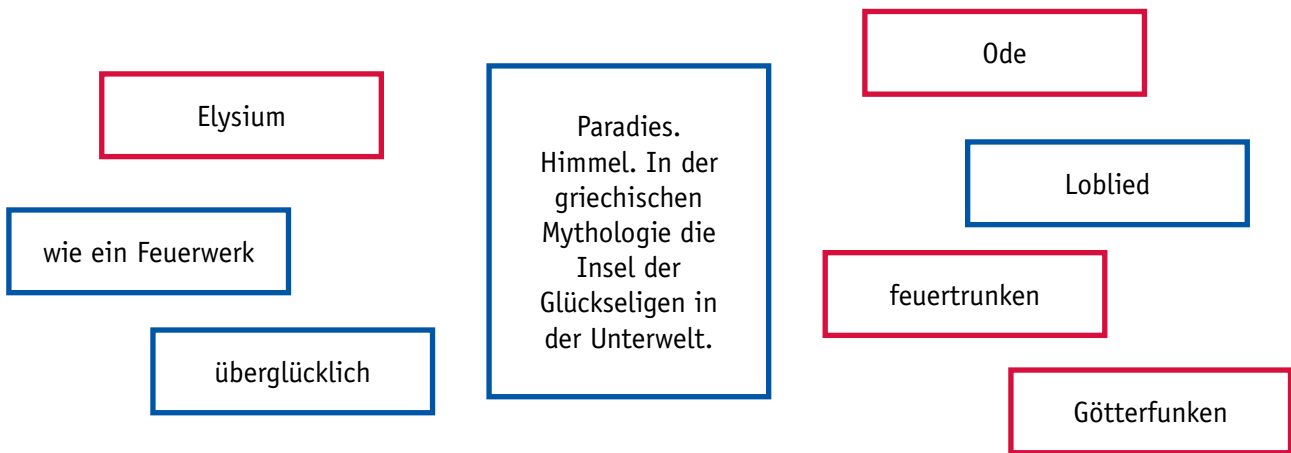 Elysium
wie ein Feuerwerk
überglücklich
Paradies.
Himmel. In der
griechischen
Mythologie die
Insel der
Glückseligen in
der Unterwelt.
Ode
Loblied
feuertrunken
Götterfunken